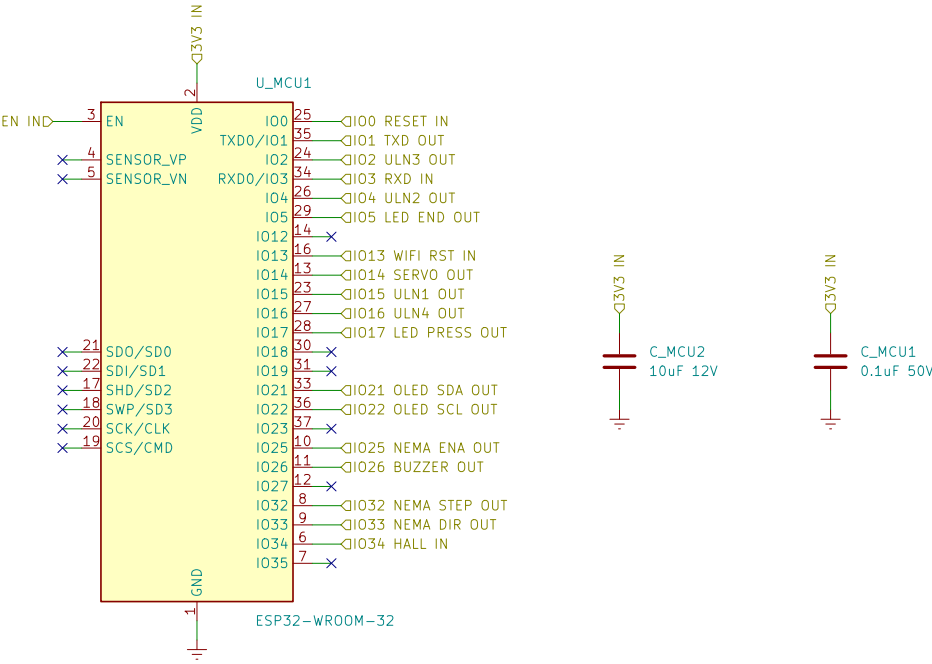 3V3 IN
U_MCU1
2
VDD
EN IN 3 EN
4 SENSOR_VP
5 SENSOR_VN
IO0 25 IO0 RESET IN
TXD0/IO1 35 IO1 TXD OUT
IO2 24 IO2 ULN3 OUT
RXD0/IO3 34 IO3 RXD IN
IO4 26 IO4 ULN2 OUT
IO5 29 IO5 LED END OUT
IO12 14
IO13 16 IO13 WIFI RST IN
IO14 13 IO14 SERVO OUT
IO15 23 IO15 ULN1 OUT
IO16 27 IO16 ULN4 OUT
IO17 28 IO17 LED PRESS OUT
21 SDO/SD0 IO18 30
22 SDI/SD1 IO19 31
17 SHD/SD2 IO21 33 IO21 OLED SDA OUT
18 SWP/SD3 IO22 36 IO22 OLED SCL OUT
20 SCK/CLK IO23 37
19 SCS/CMD IO25 10 IO25 NEMA ENA OUT
IO26 11 IO26 BUZZER OUT
IO27 12
IO32 8 IO32 NEMA STEP OUT
IO33 9 IO33 NEMA DIR OUT
IO34 6 IO34 HALL IN
IO35 7
GND
1
ESP32-WROOM-32
3V3 IN
C_MCU2
10uF 12V
3V3 IN
C_MCU1
0.1uF 50V